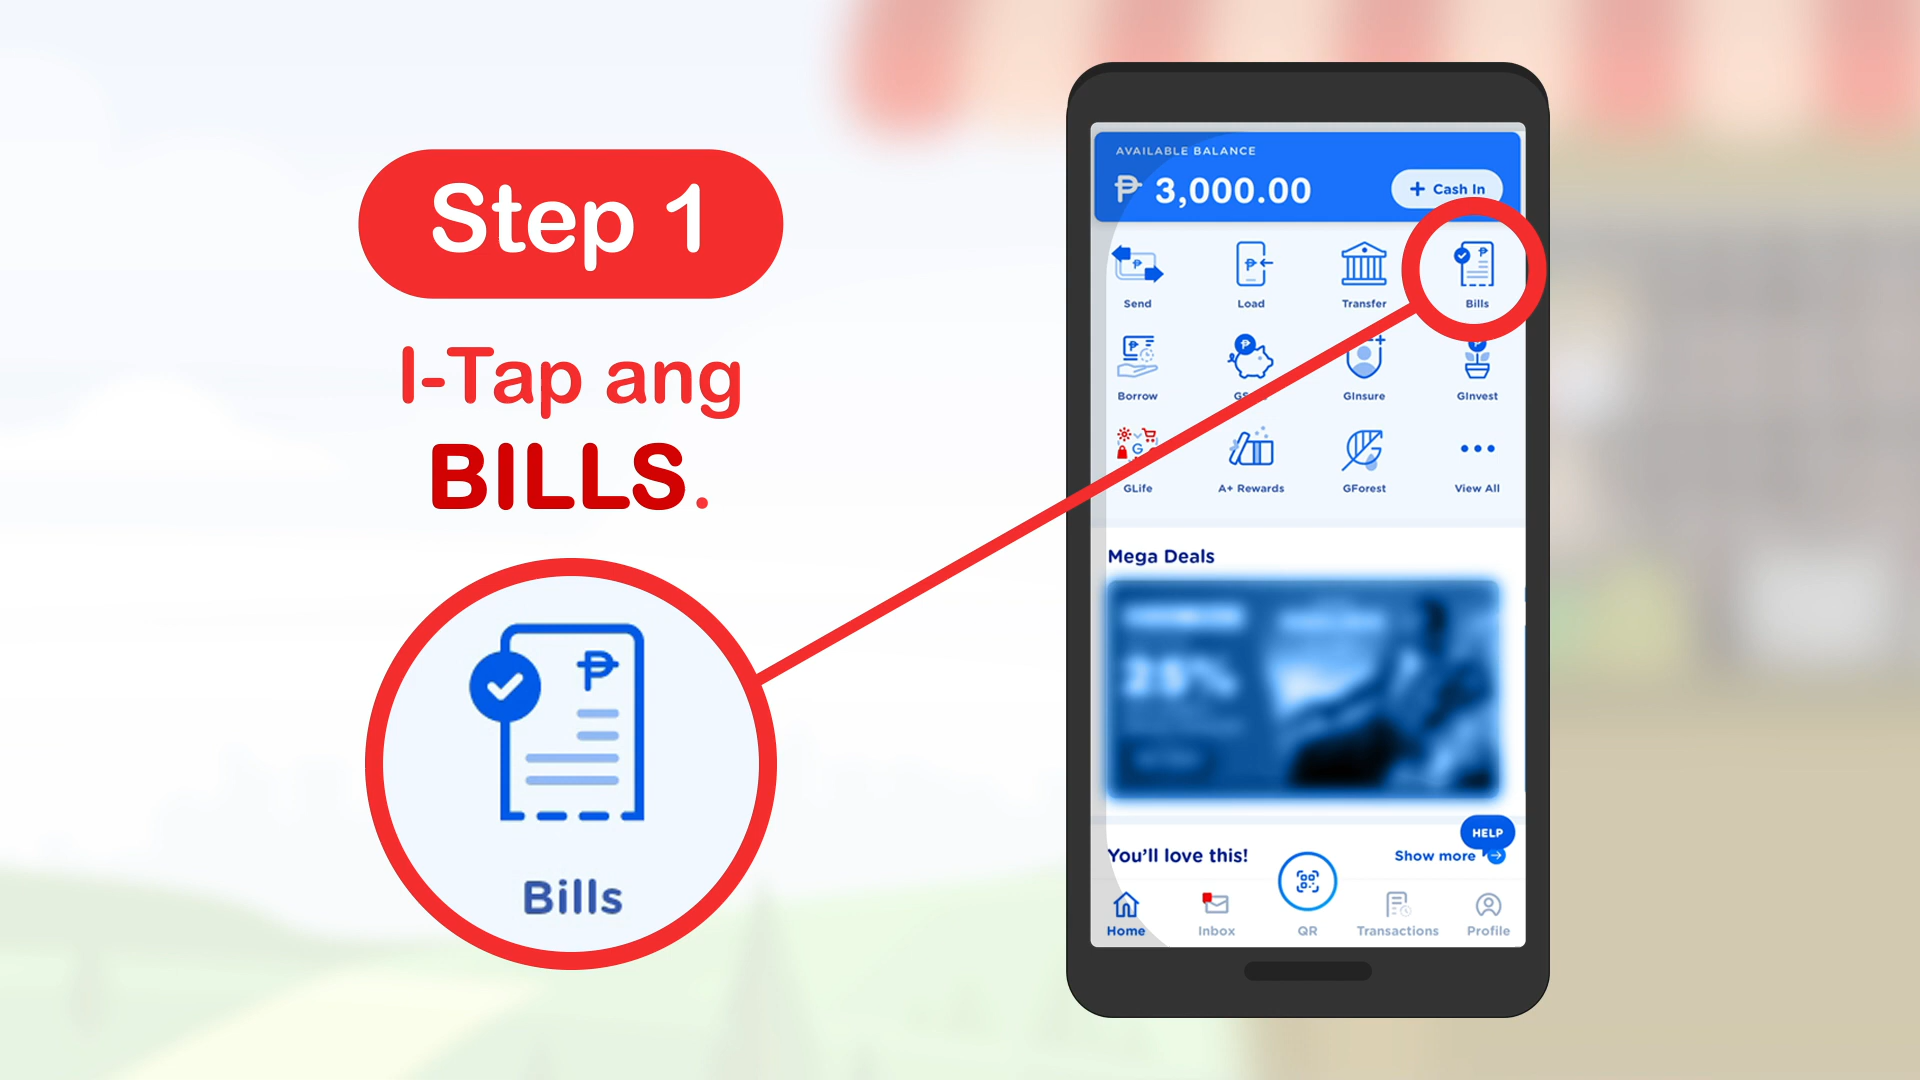 Step 1
I-Tap ang
BILLS.
Bills
AVAILABLE BALANCE
₱ 3,000.00
+ Cash In
Send
Load
Transfer
Bills
Borrow
GInsure
GInvest
GLife
A+ Rewards
GForest
View All
Mega Deals
25%
You'll love this!
Show more
HELP
Home
Inbox
QR
Transactions
Profile